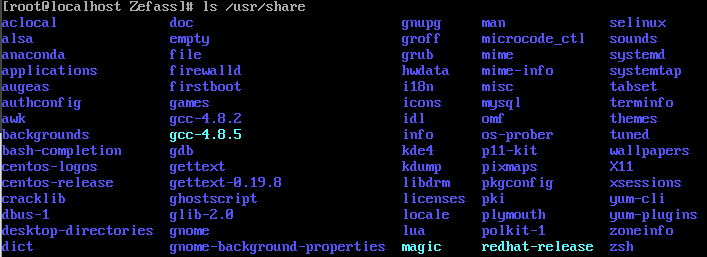 [root@localhost Zefass]# ls /usr/share
aclocal doc gnupg man selinux
alsa empty groff microcode_ctl sounds
anaconda file grub mime systemd
applications firewalld hwdata mime-info systemtap
augeas firstboot i18n misc tabset
authconfig games icons mysql terminfo
awk gcc-4.8.2 idl omf themes
backgrounds gcc-4.8.5 info os-prober tuned
bash-completion gdb kde4 p11-kit wallpapers
centos-logos gettext kdump pixmaps X11
centos-release gettext-0.19.8 libdrm pkgconfig xsessions
cracklib ghostscript licenses pki yum-cli
dbus-1 glib-2.0 locale plymouth yum-plugins
desktop-directories gnome lua polkit-1 zoneinfo
dict gnome-background-properties magic redhat-release zsh